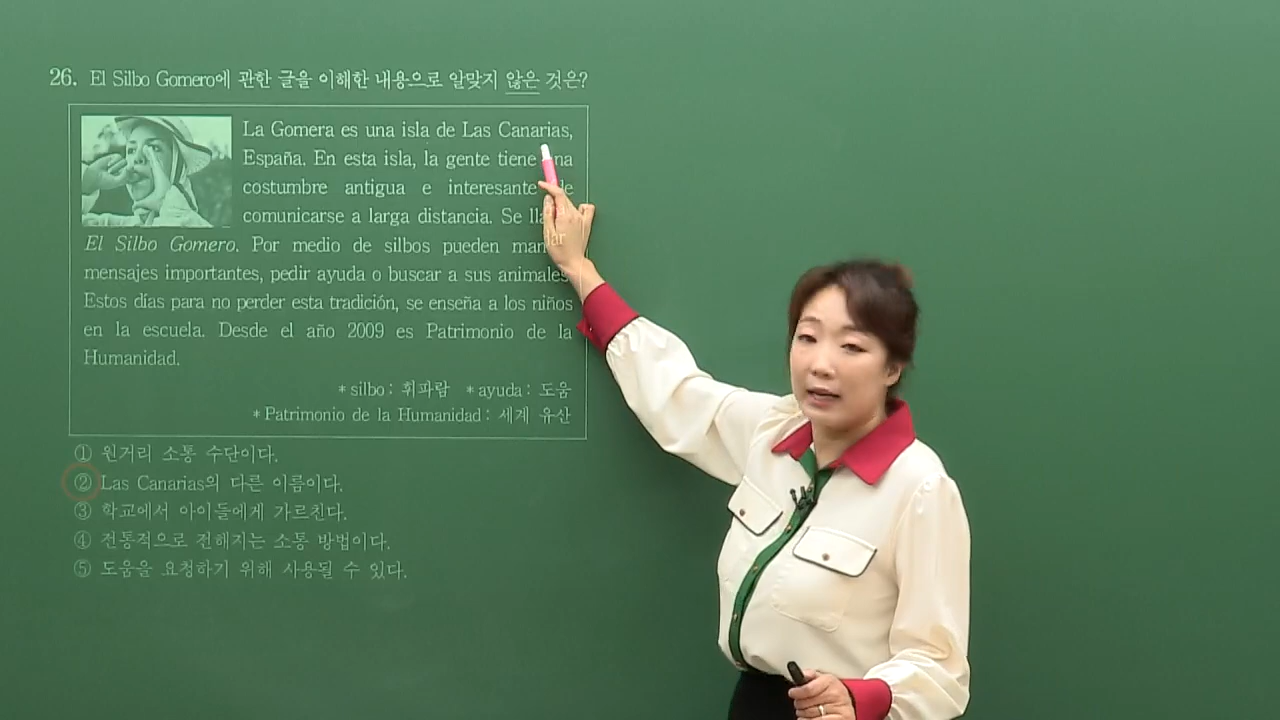 26. El Silbo Gomero에 관한 글을 이해한 내용으로 알맞지 않은 것은?
La Gomera es una isla de Las Canarias,
España. En esta isla, la gente tiene
costumbre antigua e interesante
comunicarse a larga distancia. Se
El Silbo Gomero. Por medio de silbos pueden
mensajes importantes, pedir ayuda o buscar a sus animales
Estos días para no perder esta tradición, se enseña a los niños
en la escuela. Desde el año 2009 es Patrimonio de la
Humanidad.
* silbo : 휘파람 * ayuda : 도움
* Patrimonio de la Humanidad : 세계 유산
① 원거리 소통 수단이다.
② Las Canarias의 다른 이름이다.
③ 학교에서 아이들에게 가르친다.
④ 전통적으로 전해지는 소통 방법이다.
⑤ 도움을 요청하기 위해 사용될 수 있다.